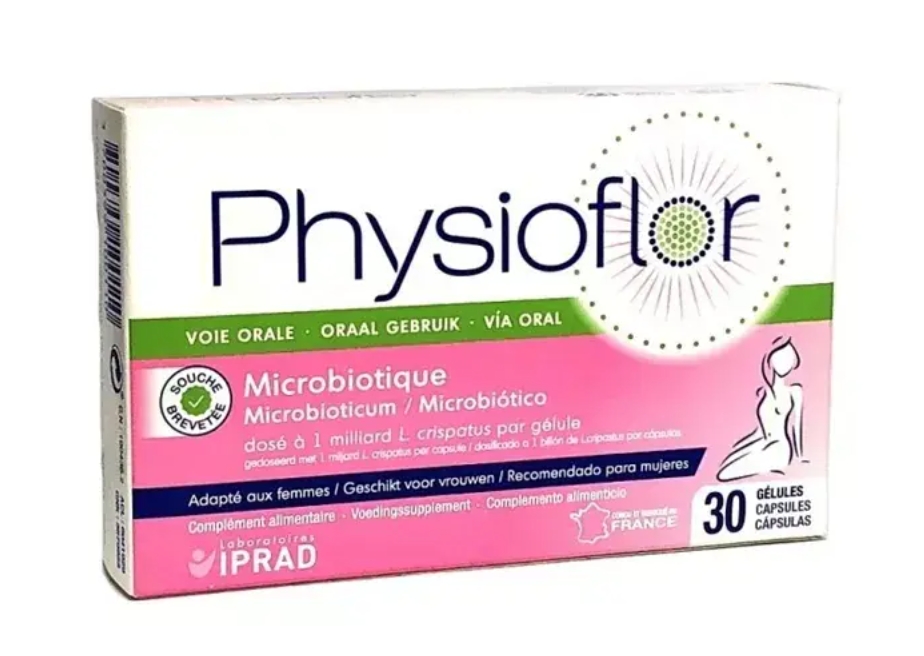 Physioflor
VOIE ORALE · ORAAL GEBRUIK · VÍA ORAL
SOUCHE BREVETÉE
Microbiotique
Microbioticum / Microbiótico
dosé à 1 milliard L. crispatus par gélule
gedoseerd met 1 miljard L. crispatus per capsule / dosificado a 1 billón de L.crispatus por cápsulas
Adapté aux femmes / Geschikt voor vrouwen / Recomendado para mujeres
Complément alimentaire · Voedingssupplement · Complemento alimenticio
FRANCE
30 GÉLULES
CAPSULES
CÁPSULAS
Laboratoires
IPRAD